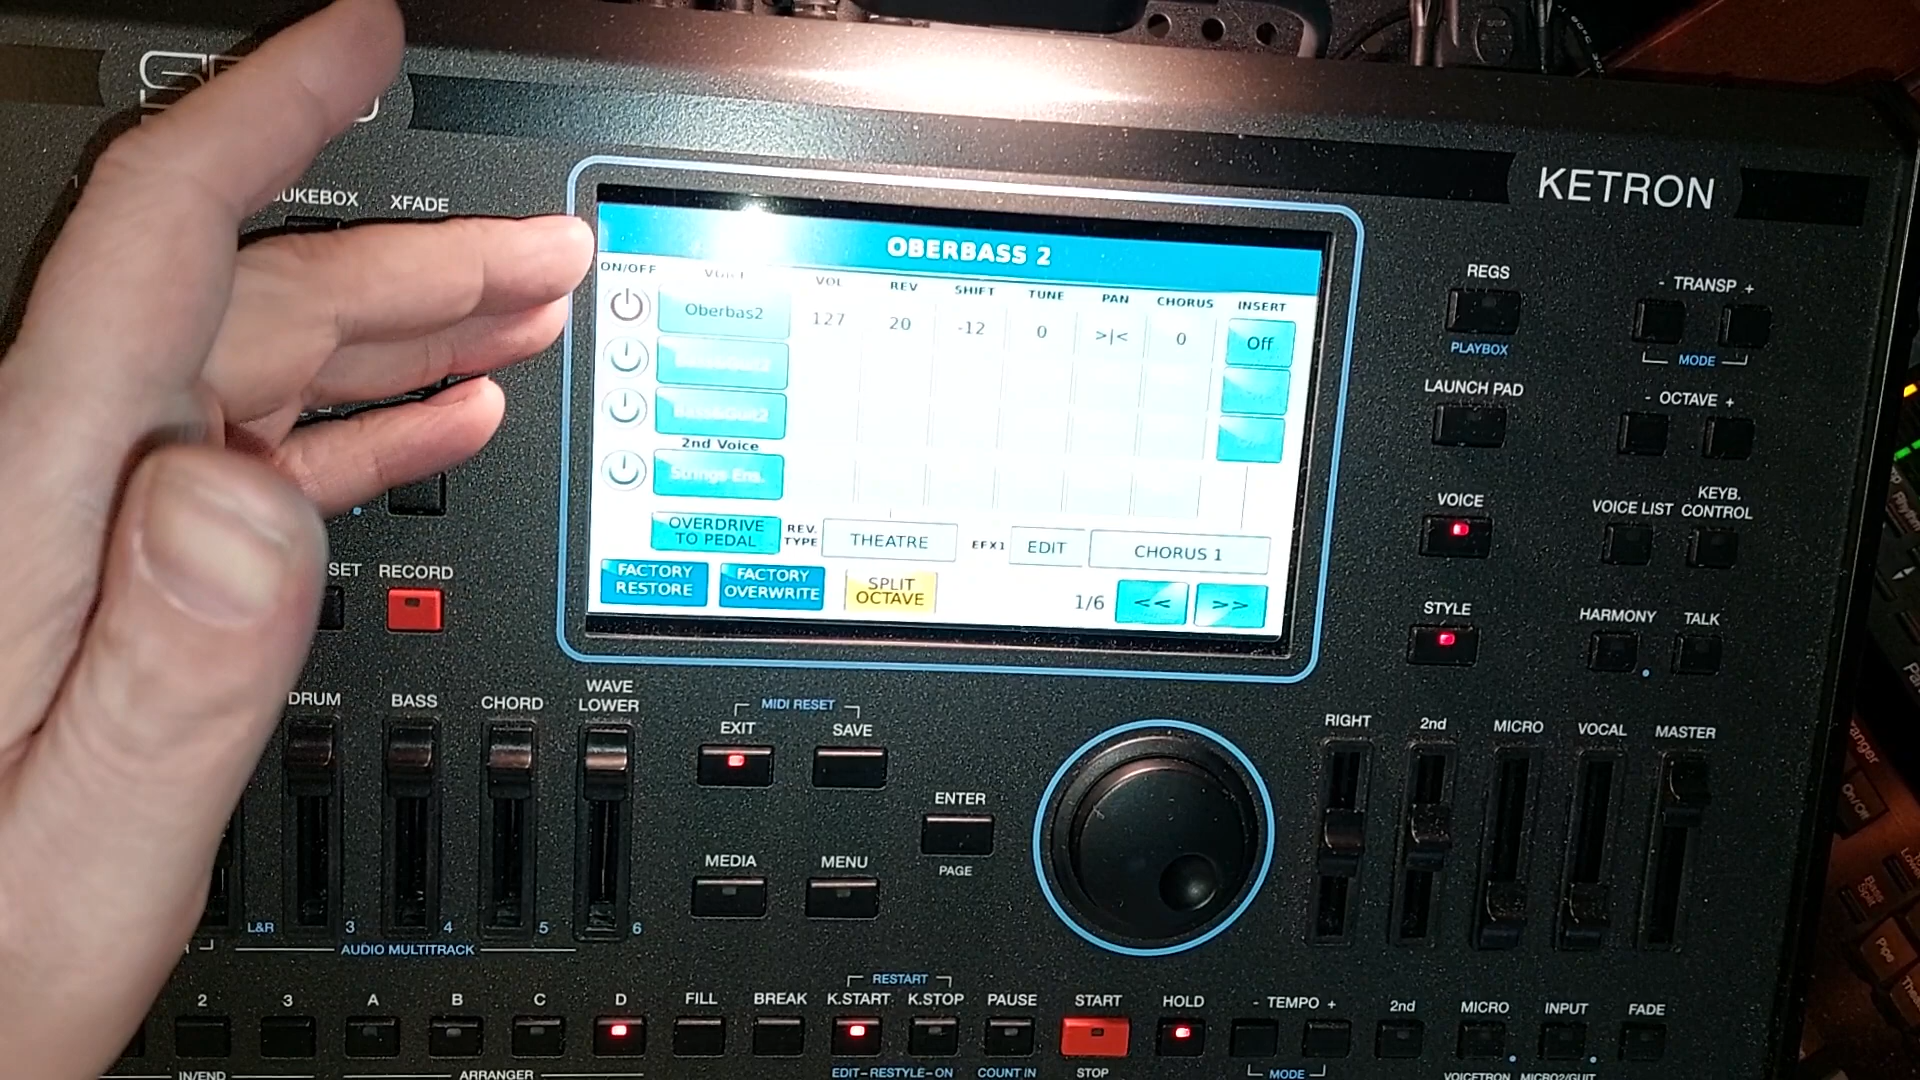 KETRON
JUKEBOX
XFADE
OBERBASS 2
ON/OFF
VOL
REV
SHIFT
TUNE
PAN
CHORUS
INSERT
Oberbas2
127
20
-12
0
>|<
0
Off
2nd Voice
Strings Ens.
OVERDRIVE
TO PEDAL
REV.
TYPE
THEATRE
EFX1
EDIT
CHORUS 1
FACTORY
RESTORE
FACTORY
OVERWRITE
SPLIT
OCTAVE
1/6
<<
>>
REGS
PLAYBOX
- TRANSP +
MODE
LAUNCH PAD
- OCTAVE +
VOICE
VOICE LIST
KEYB.
CONTROL
STYLE
HARMONY
TALK
SET
RECORD
DRUM
BASS
CHORD
WAVE
LOWER
MIDI RESET
EXIT
SAVE
ENTER
PAGE
MEDIA
MENU
RIGHT
2nd
MICRO
VOCAL
MASTER
L&R
3
4
5
6
AUDIO MULTITRACK
RESTART
2
3
A
B
C
D
FILL
BREAK
K.START
K.STOP
PAUSE
START
HOLD
- TEMPO +
2nd
MICRO
INPUT
FADE
IN/END
ARRANGER
EDIT-RESTYLE-ON
COUNT IN
STOP
MODE
VOICETRON
MICRO2/GUIT